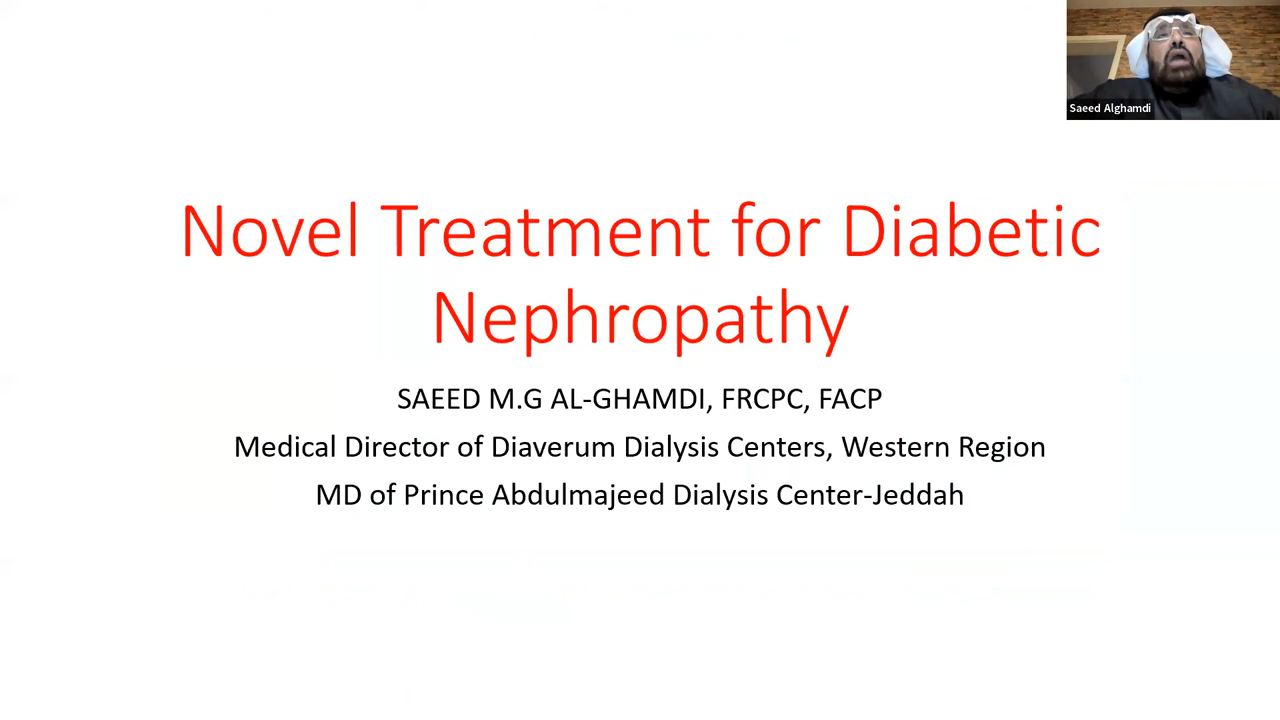 Saeed Alghamdi
Novel Treatment for Diabetic
Nephropathy
SAEED M.G AL-GHAMDI, FRCPC, FACP
Medical Director of Diaverum Dialysis Centers, Western Region
MD of Prince Abdulmajeed Dialysis Center-Jeddah